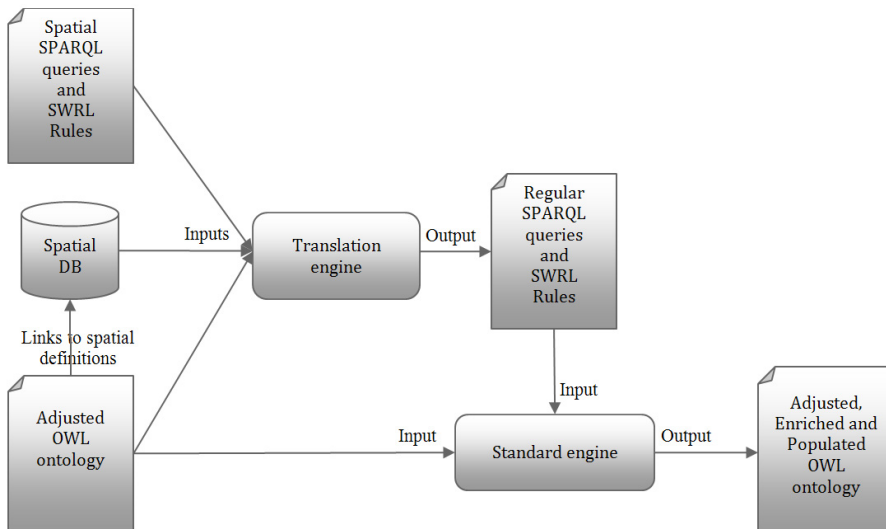 Spatial
SPARQL
queries
and
SWRL
Rules
Spatial
DB
Inputs
Translation
engine
Output
Regular
SPARQL
queries
and
SWRL
Rules
Links to spatial
definitions
Input
Adjusted
OWL
ontology
Input
Standard engine
Output
Adjusted,
Enriched and
Populated
OWL
ontology